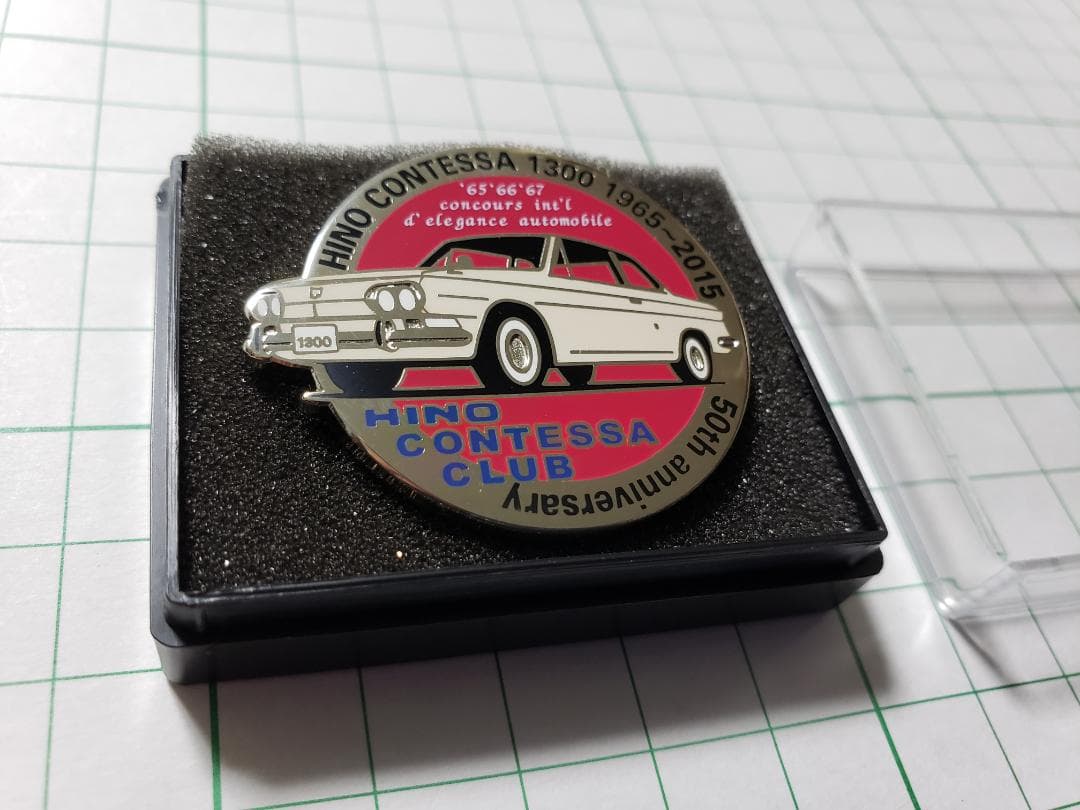 HINO CONTESSA 1300 1965~2015
'65'66'67
concours int'l
d'elegance automobile
1300
HINO
CONTESSA
CLUB
50th anniversary